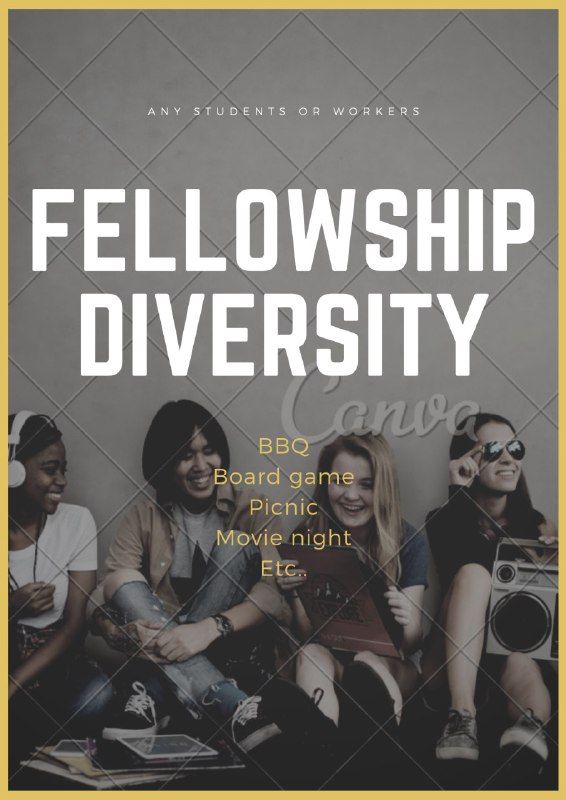 ANY STUDENTS OR WORKERS
FELLOWSHIP
DIVERSITY
Canva
BBQ
Board game
Picnic
Movie night
Etc..